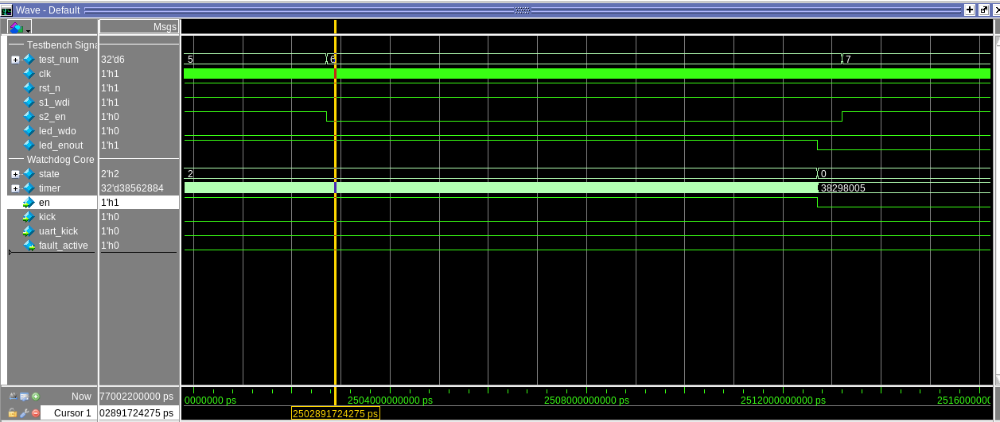 Wave - Default
Msgs
Testbench Signa
test_num 32'd6 5 6 7
clk 1'h1
rst_n 1'h1
s1_wdi 1'h1
s2_en 1'h0
led_wdo 1'h0
led_enout 1'h1
Watchdog Core
state 2'h2 2 0
timer 32'd38562884 38298005
en 1'h1
kick 1'h0
uart_kick 1'h0
fault_active 1'h0
Now 77002200000 ps 0000000 ps 2504000000000 ps 2508000000000 ps 2512000000000 ps 2516000000
Cursor 1 02891724275 ps 2502891724275 ps